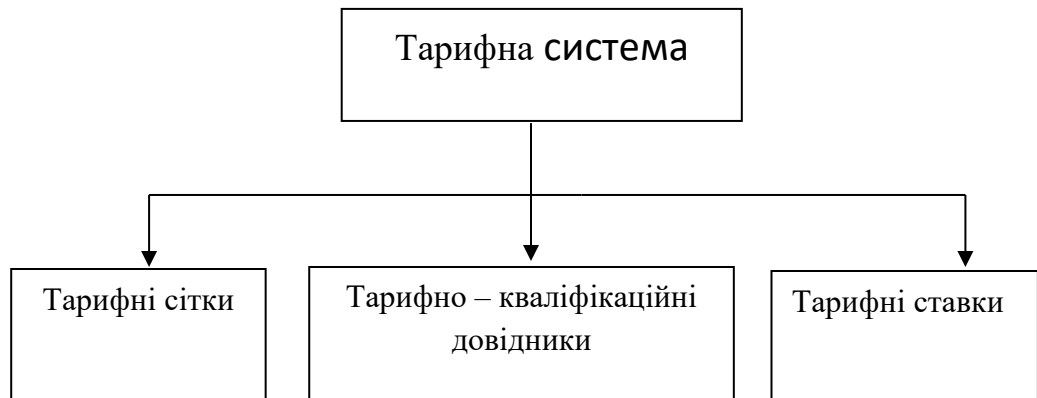 Тарифна система
Тарифні сітки
Тарифно – кваліфікаційні
довідники
Тарифні ставки